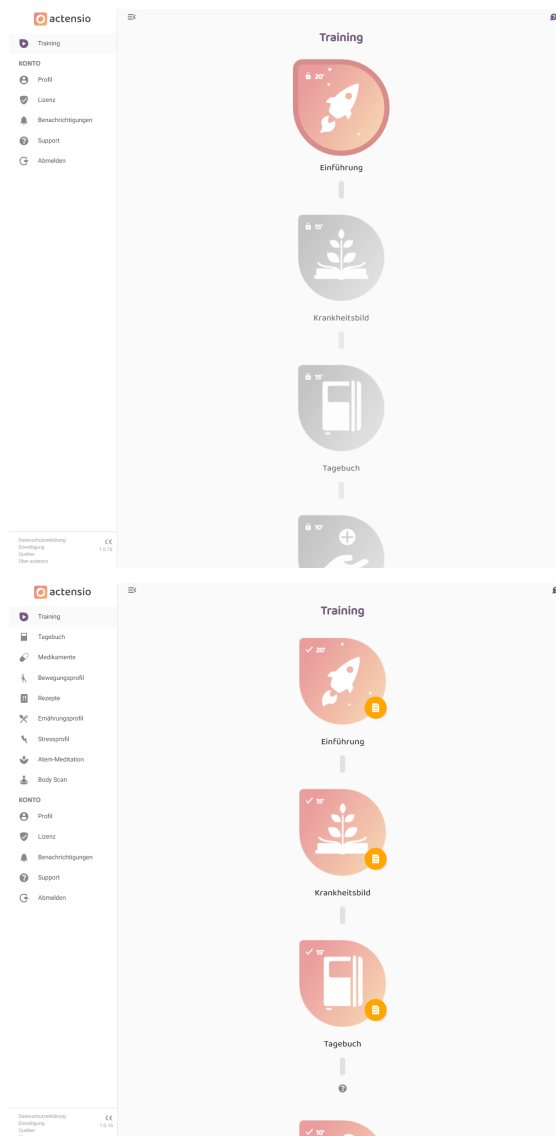 actensio
Training
Training
20'
Einführung
KONTO
Profil
Lizenz
Benachrichtigungen
Support
Abmelden
15'
Krankheitsbild
15'
Tagebuch
10'
Datenschutzerklärung
Einwilligung
Quellen
Über actensio
CE
1.0.16
actensio
Training
Training
Tagebuch
Medikamente
Bewegungsprofil
Rezepte
Ernährungsprofil
Stressprofil
Atem-Meditation
Body Scan
KONTO
Profil
Lizenz
Benachrichtigungen
Support
Abmelden
20'
Einführung
15'
Krankheitsbild
15'
Tagebuch
10'
Datenschutzerklärung
Einwilligung
Quellen
CE
1.0.16